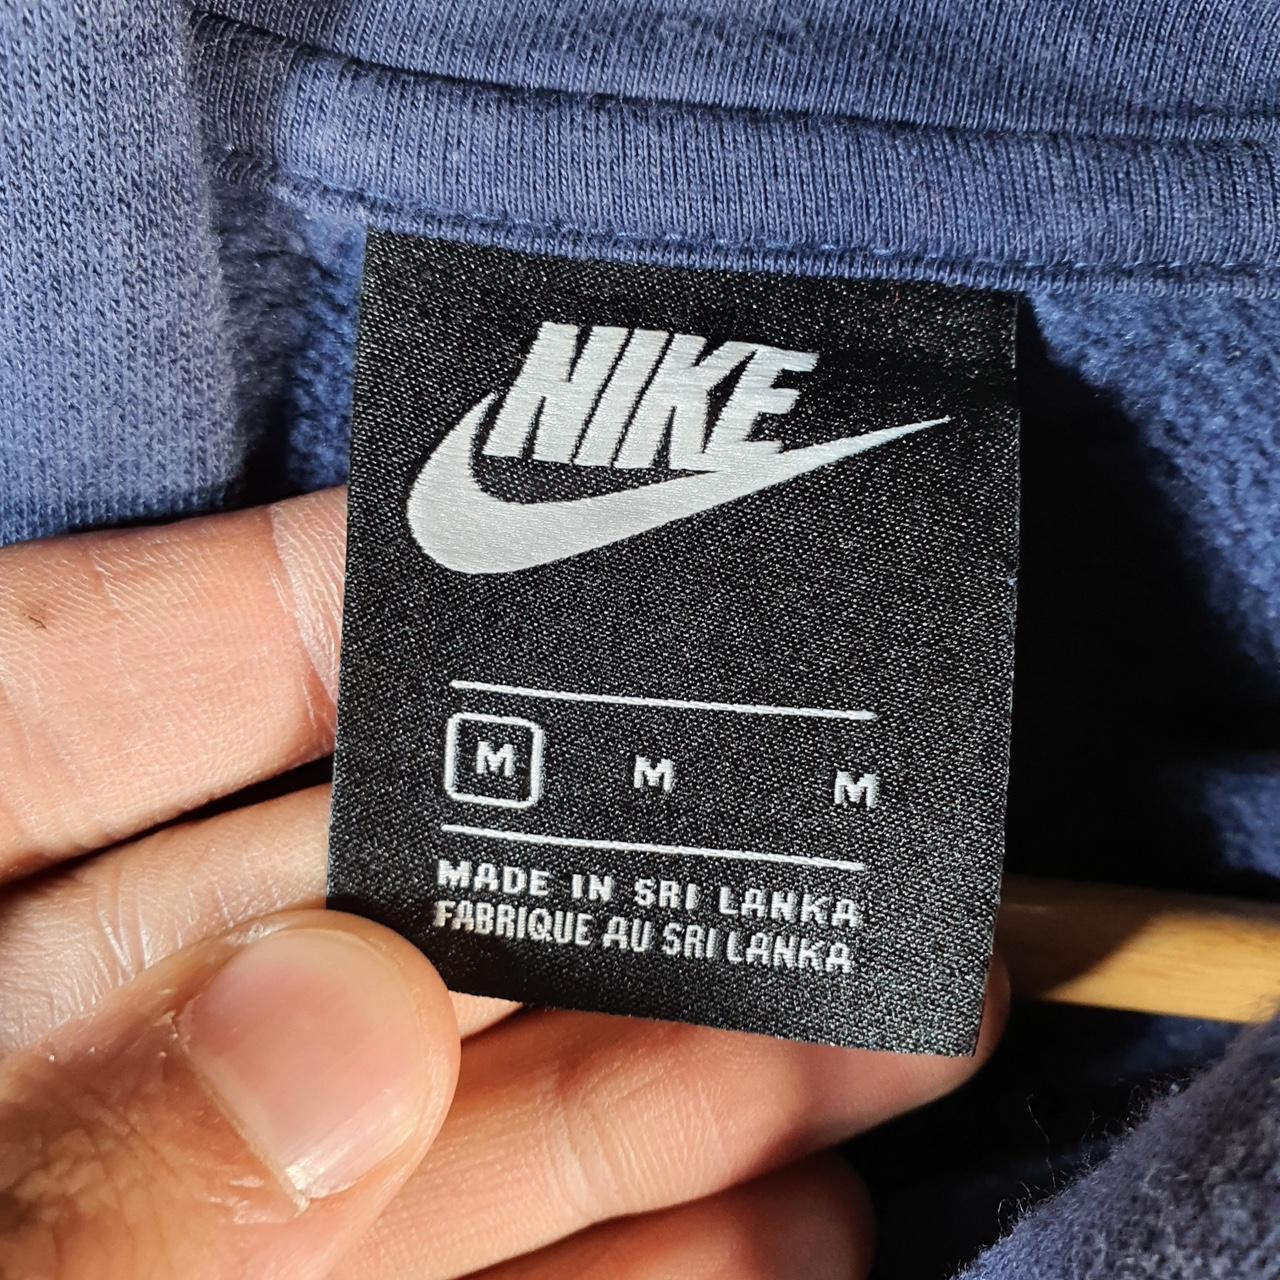 NIKE
M M M
MADE IN SRI LANKA
FABRIQUE AU SRI LANKA